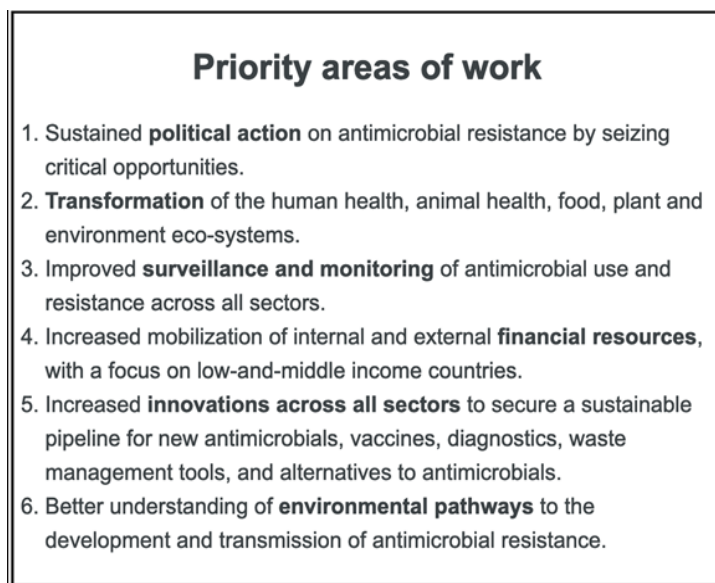 Priority areas of work
1. Sustained political action on antimicrobial resistance by seizing
critical opportunities.
2. Transformation of the human health, animal health, food, plant and
environment eco-systems.
3. Improved surveillance and monitoring of antimicrobial use and
resistance across all sectors.
4. Increased mobilization of internal and external financial resources,
with a focus on low-and-middle income countries.
5. Increased innovations across all sectors to secure a sustainable
pipeline for new antimicrobials, vaccines, diagnostics, waste
management tools, and alternatives to antimicrobials.
6. Better understanding of environmental pathways to the
development and transmission of antimicrobial resistance.